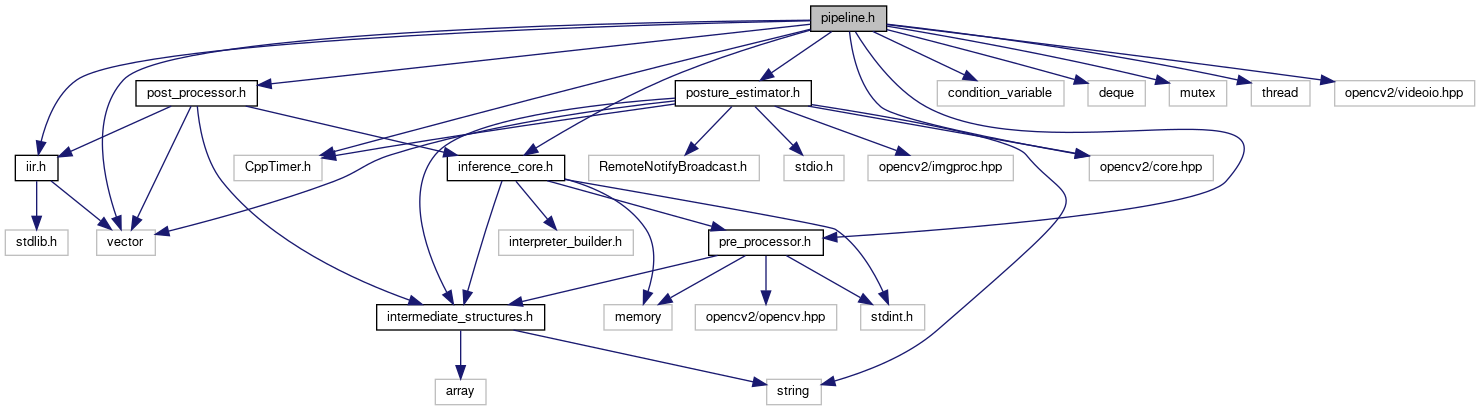 pipeline.h
post_processor.h
posture_estimator.h
condition_variable
deque
mutex
thread
opencv2/videoio.hpp
iir.h
CppTimer.h
inference_core.h
RemoteNotifyBroadcast.h
stdio.h
opencv2/imgproc.hpp
opencv2/core.hpp
stdlib.h
vector
interpreter_builder.h
pre_processor.h
intermediate_structures.h
memory
opencv2/opencv.hpp
stdint.h
array
string